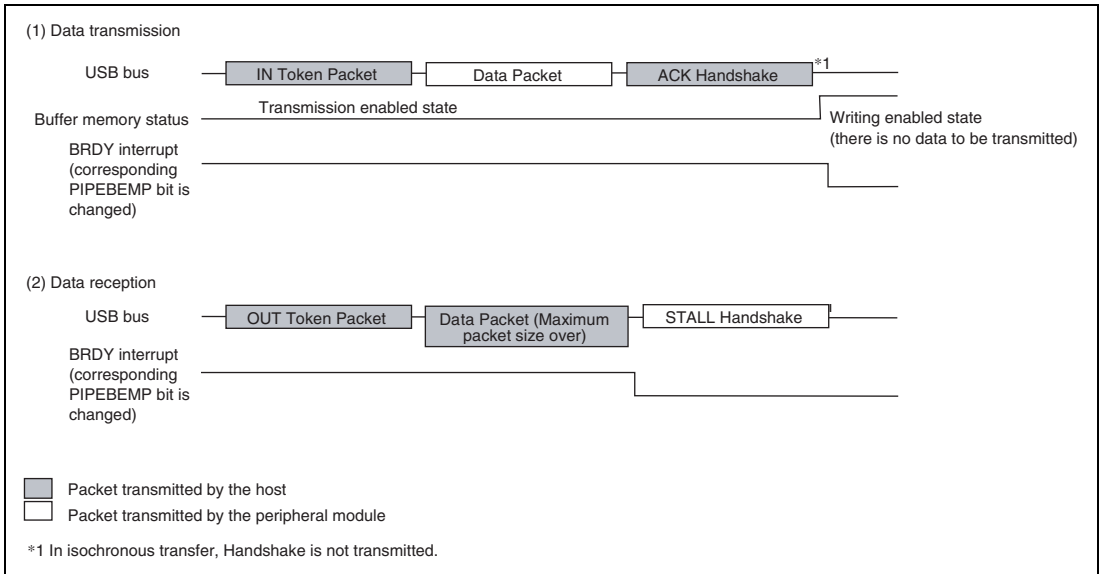 (1) Data transmission
USB bus
IN Token Packet
Data Packet
ACK Handshake
*1
Buffer memory status
Transmission enabled state
Writing enabled state
(there is no data to be transmitted)
BRDY interrupt
(corresponding
PIPEBEMP bit is
changed)
(2) Data reception
USB bus
OUT Token Packet
Data Packet (Maximum
packet size over)
STALL Handshake
BRDY interrupt
(corresponding
PIPEBEMP bit is
changed)
Packet transmitted by the host
Packet transmitted by the peripheral module
*1 In isochronous transfer, Handshake is not transmitted.